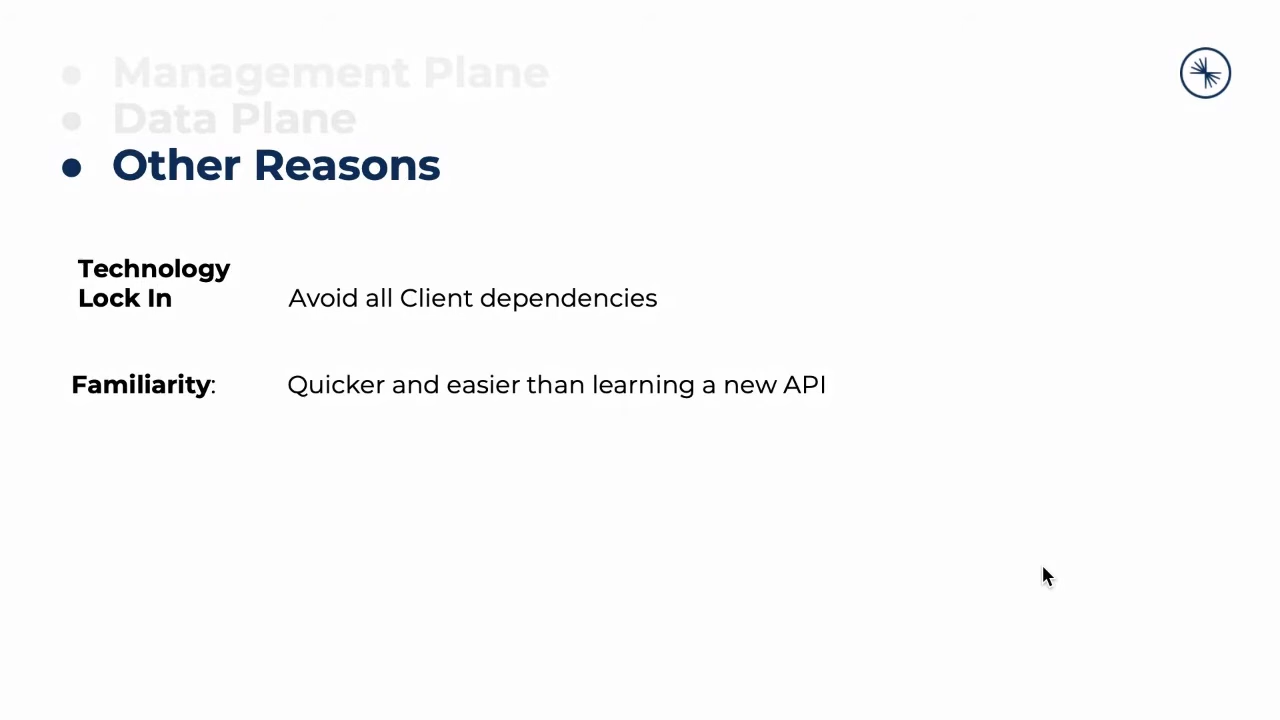 ● Management Plane
● Data Plane
● Other Reasons
Technology
Lock In Avoid all Client dependencies
Familiarity: Quicker and easier than learning a new API